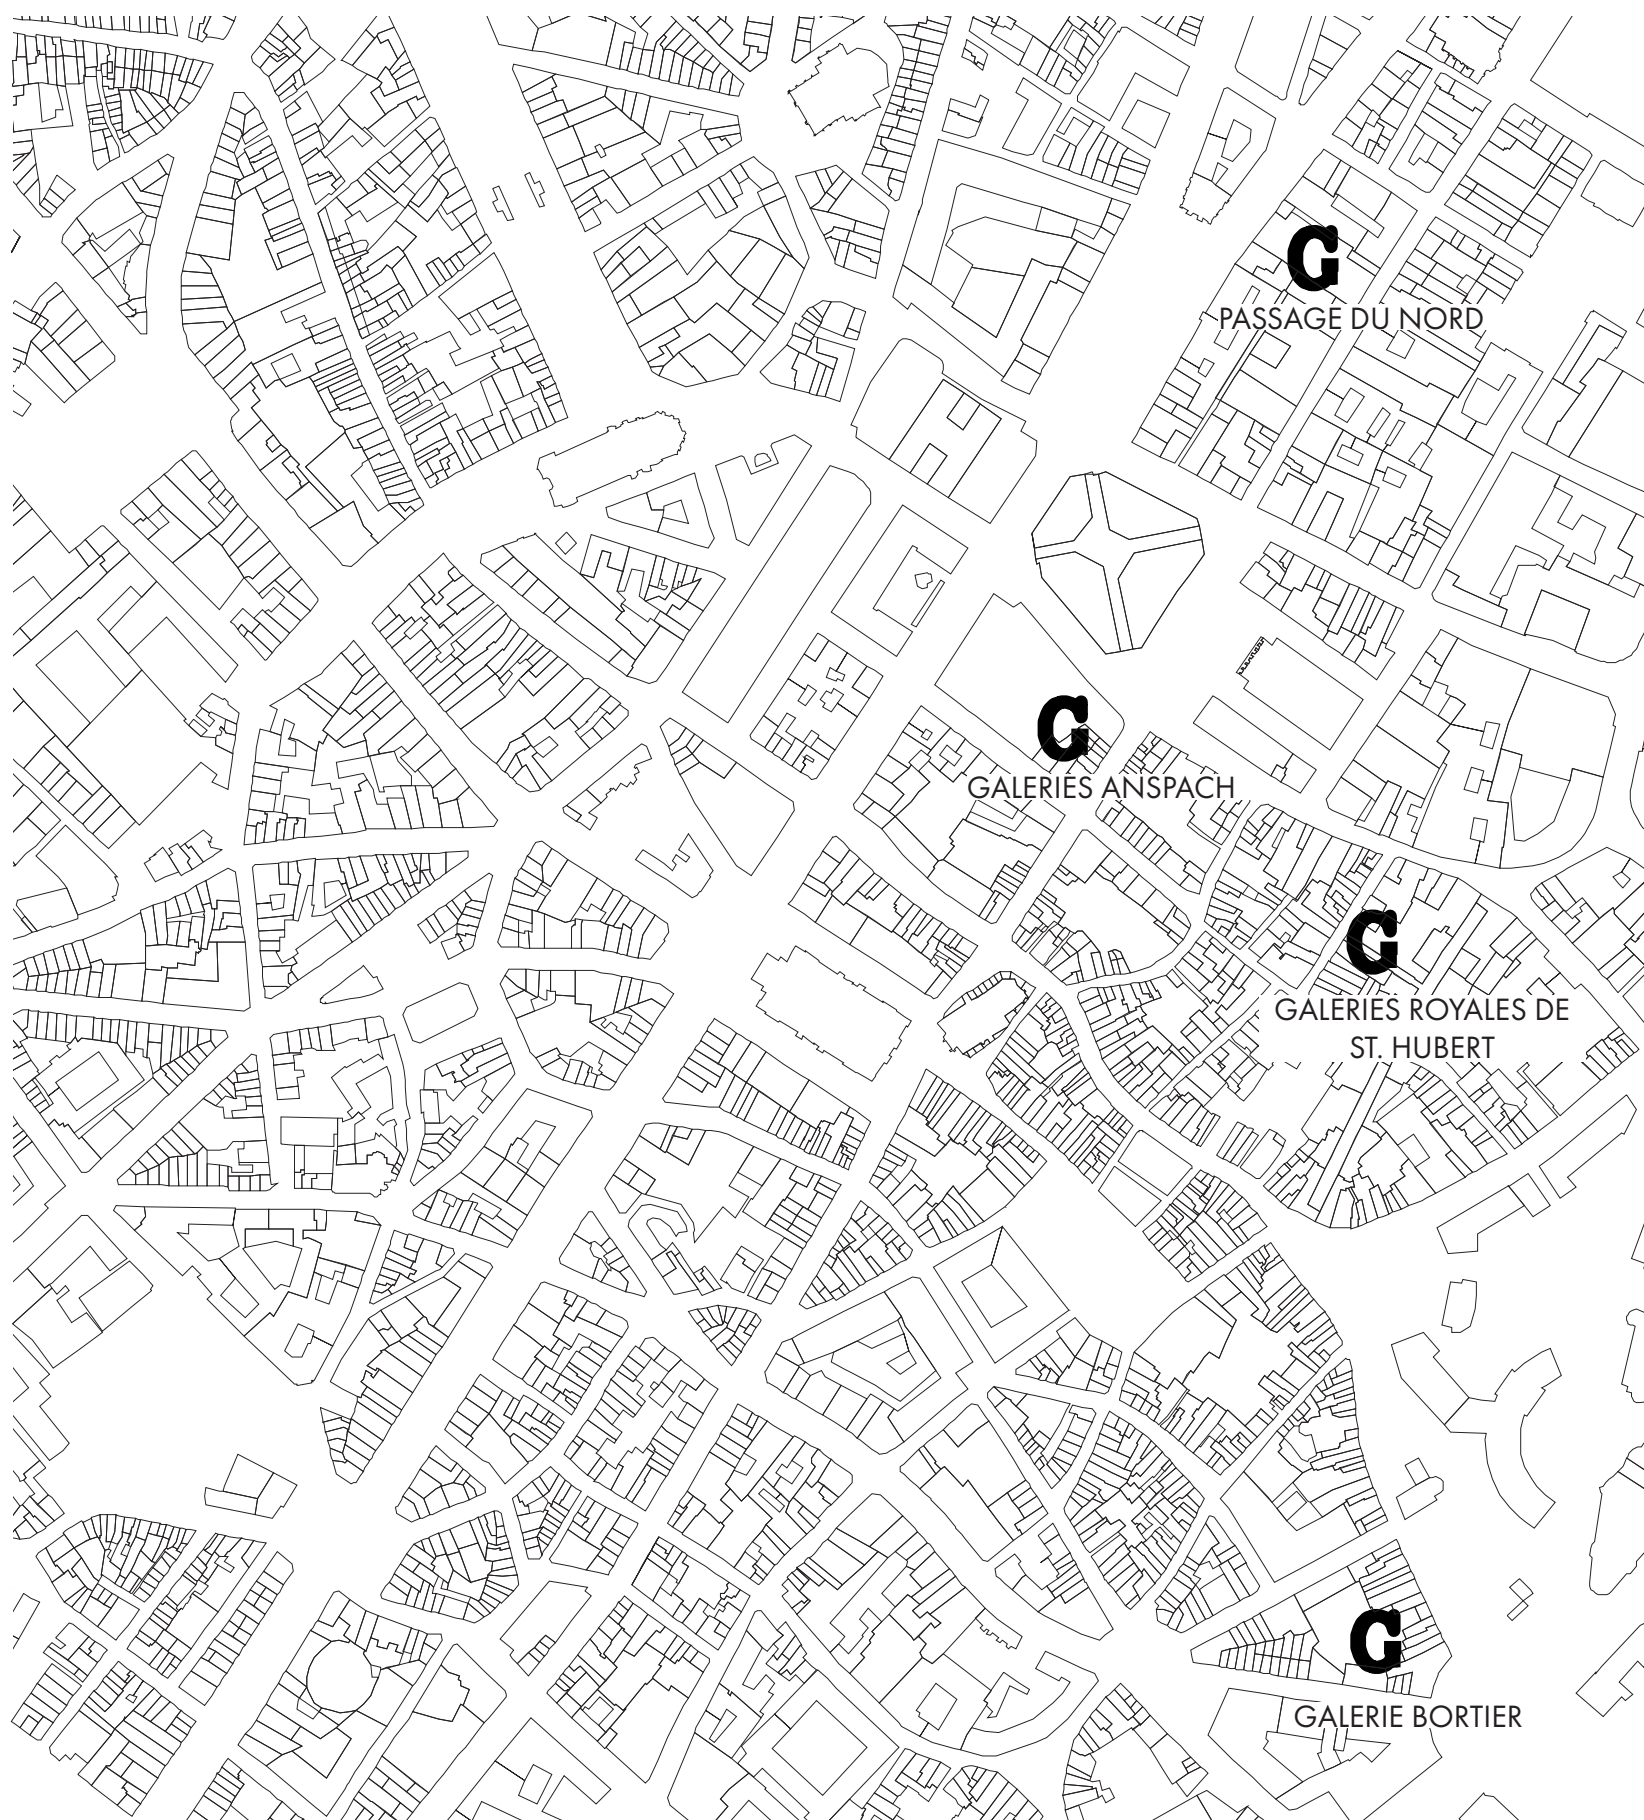 G
PASSAGE DU NORD
G
GALERIES ANSPACH
G
GALERIES ROYALES DE
ST. HUBERT
G
GALERIE BORTIER